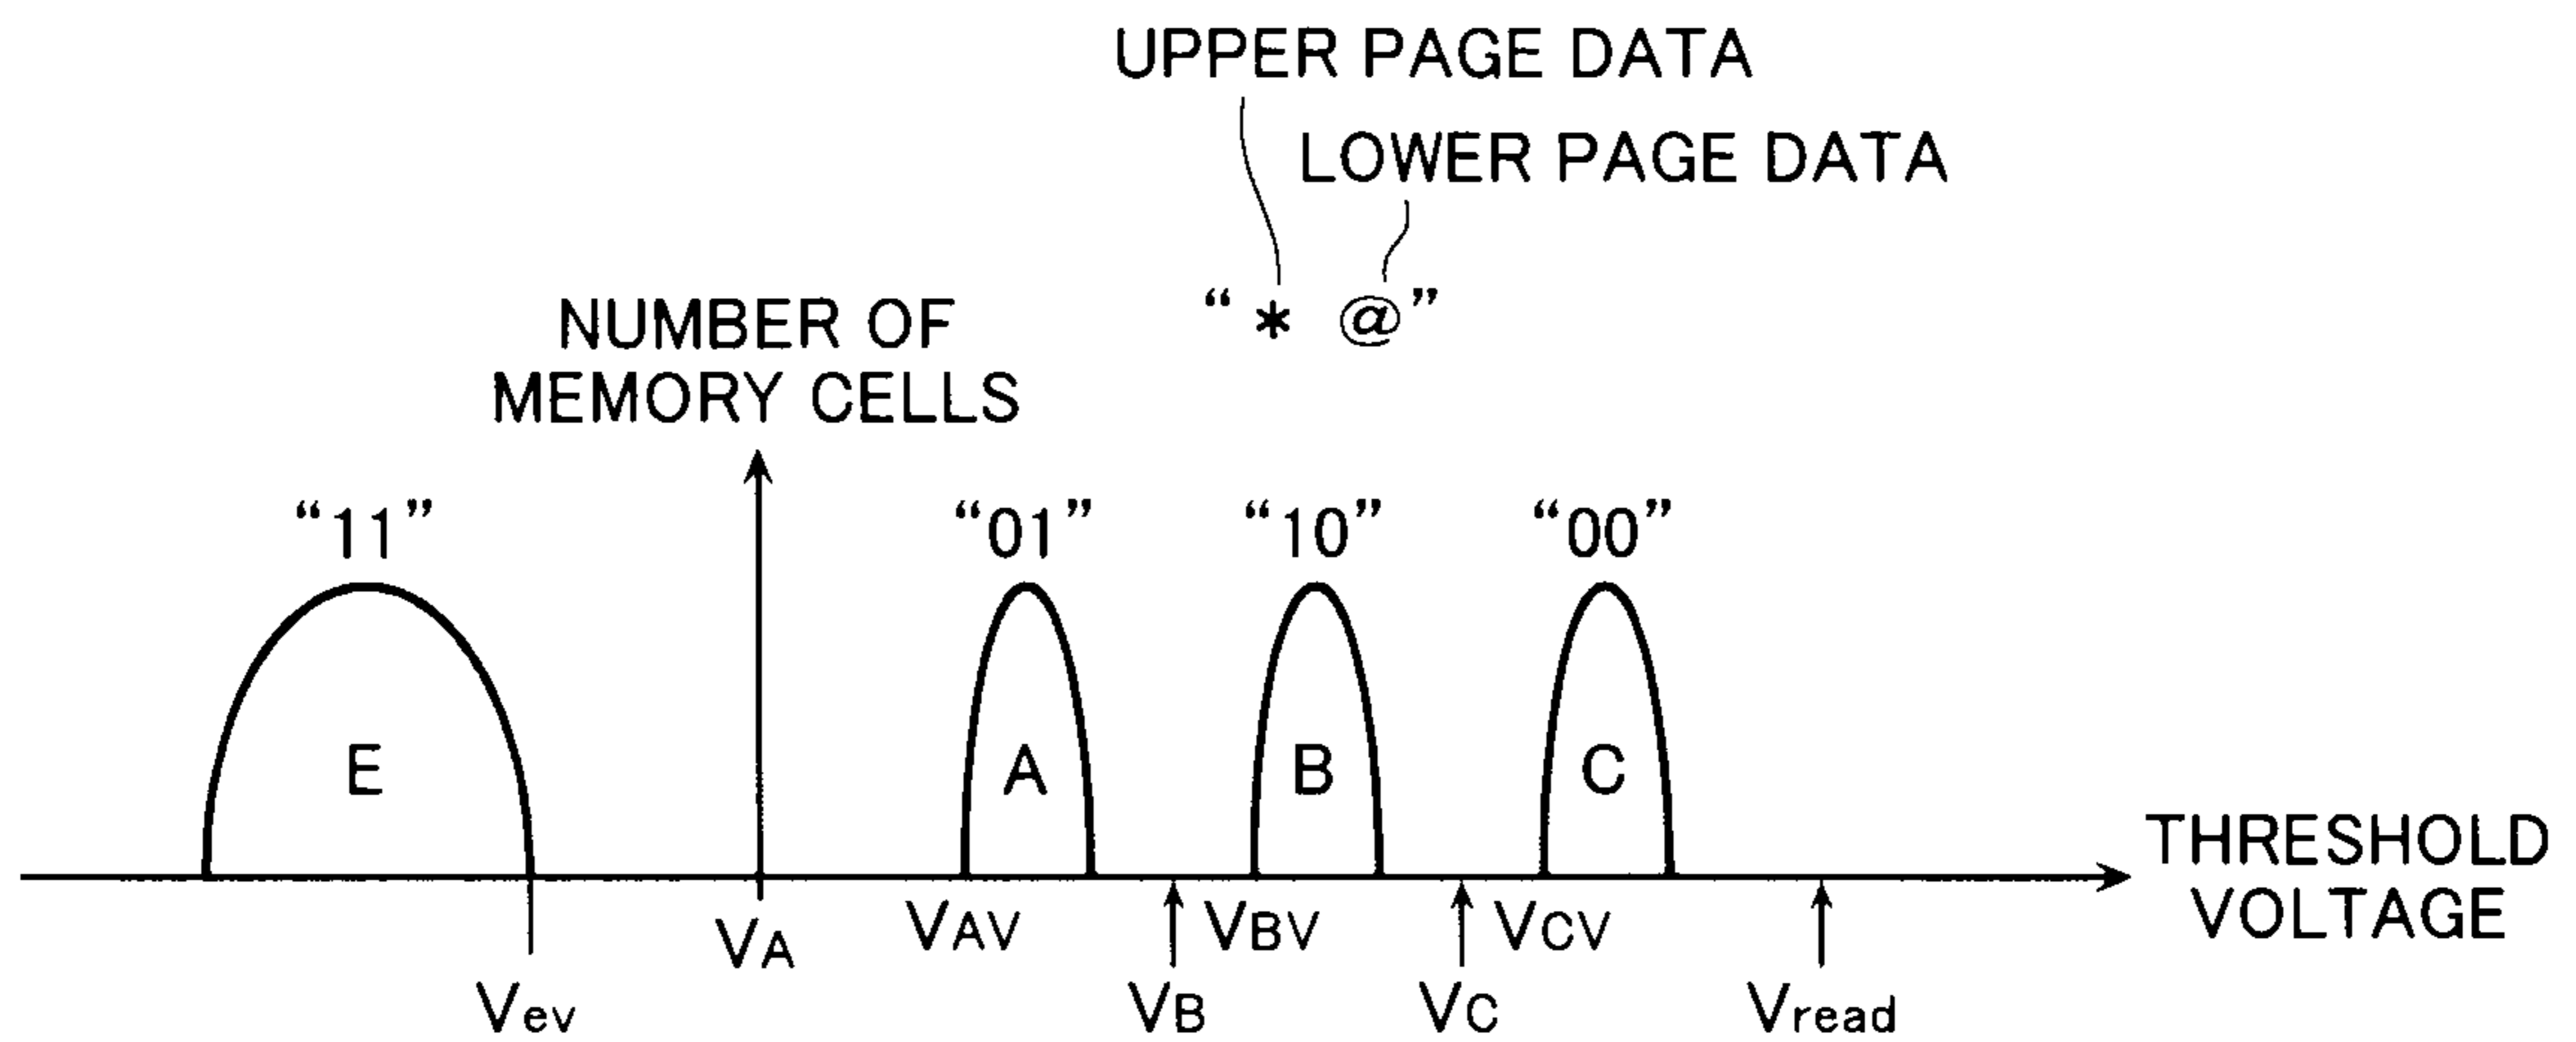 UPPER PAGE DATA
LOWER PAGE DATA
“ * @”
NUMBER OF
MEMORY CELLS
“11”
“01”
“10”
“00”
E
A
B
C
THRESHOLD
VOLTAGE
VA
VAV
VBV
VCV
Vev
VB
VC
Vread